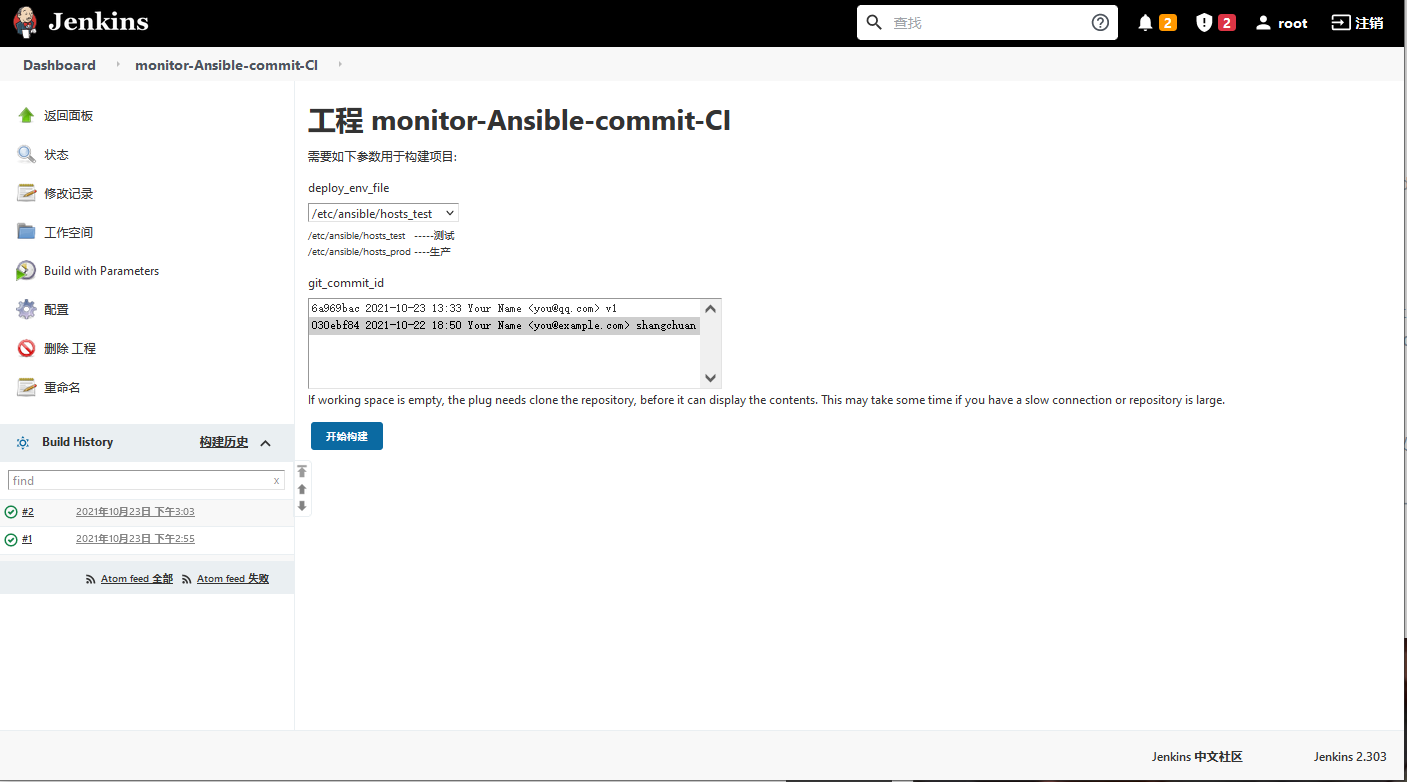 Jenkins
查找
2
2
root
注销
Dashboard
monitor-Ansible-commit-CI
返回面板
状态
修改记录
工作空间
Build with Parameters
配置
删除 工程
重命名
Build History
构建历史
find
x
#2
2021年10月23日 下午3:03
#1
2021年10月23日 下午2:55
Atom feed 全部
Atom feed 失败
工程 monitor-Ansible-commit-CI
需要如下参数用于构建项目:
deploy_env_file
/etc/ansible/hosts_test
/etc/ansible/hosts_test -----测试
/etc/ansible/hosts_prod ----生产
git_commit_id
6a969bac 2021-10-23 13:33 Your Name <you@qq.com> v1
030ebf84 2021-10-22 18:50 Your Name <you@example.com> shangchuan
If working space is empty, the plug needs clone the repository, before it can display the contents. This may take some time if you have a slow connection or repository is large.
开始构建
Jenkins 中文社区
Jenkins 2.303